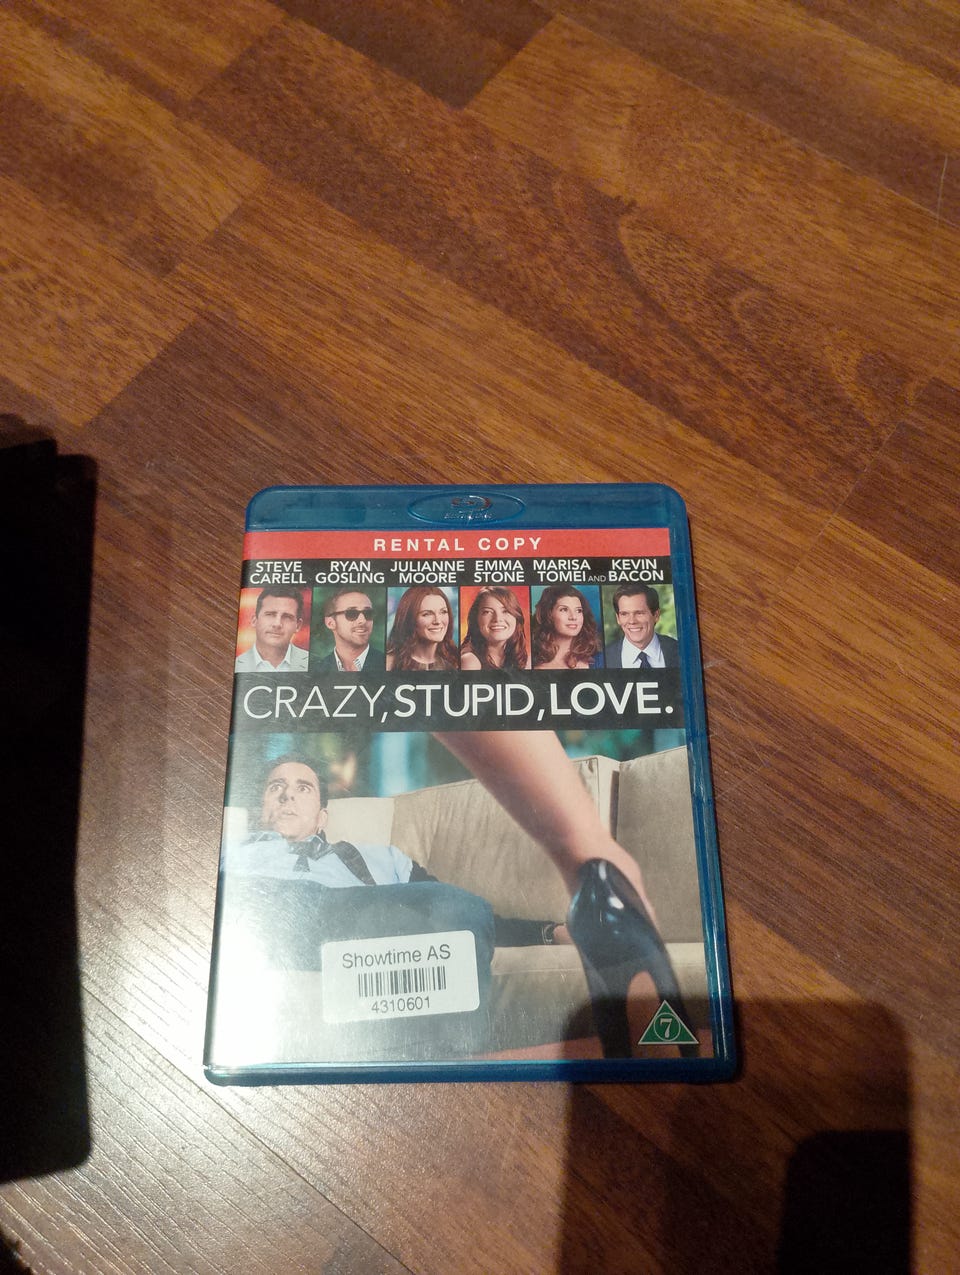 RENTAL COPY
STEVE CARELL
RYAN GOSLING
JULIANNE MOORE
EMMA STONE
MARISA TOMEI AND
KEVIN BACON
CRAZY, STUPID, LOVE.
Showtime AS
4310601
7